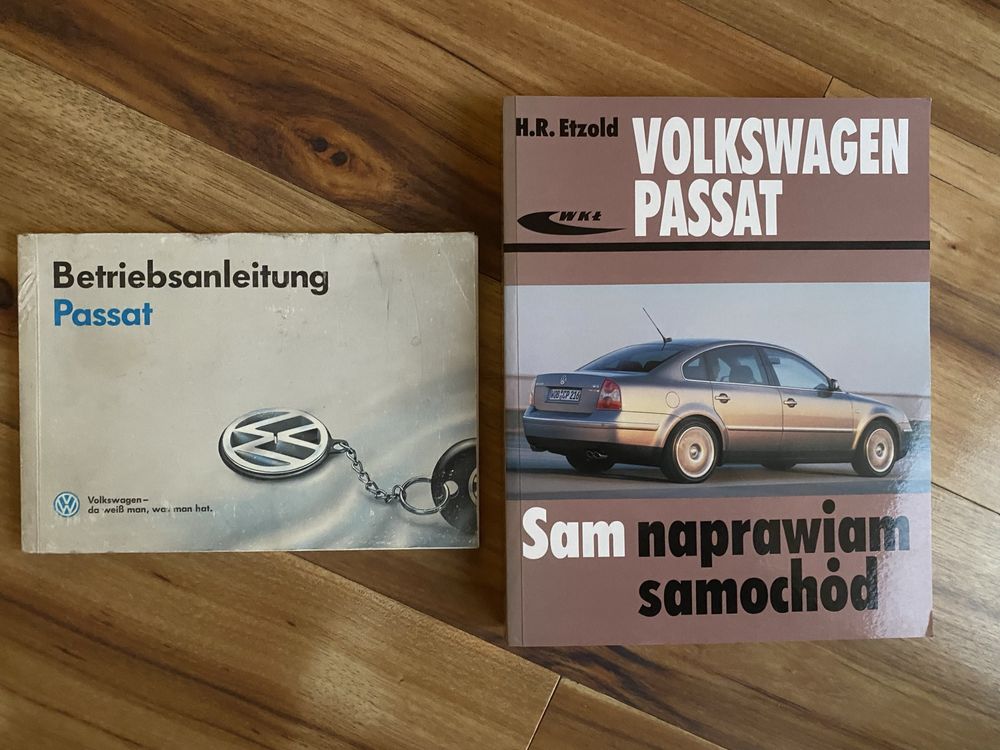 Betriebsanleitung
Passat
Volkswagen–
da weiß man, was man hat.
H.R. Etzold
VOLKSWAGEN
PASSAT
WKŁ
Sam naprawiam
samochód